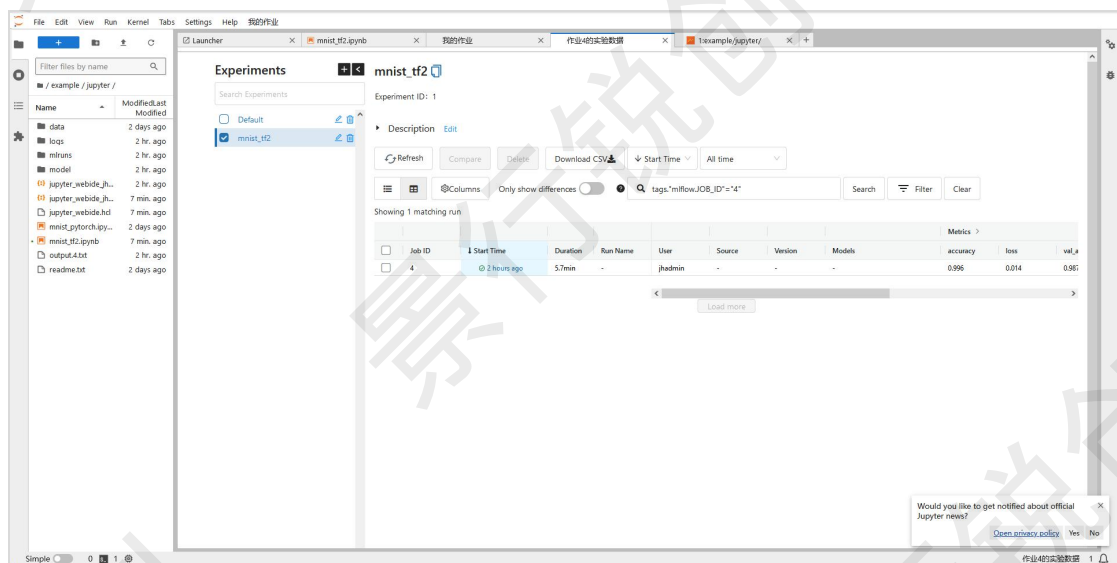 File Edit View Run Kernel Tabs Settings Help 我的作业
Launcher × mnist_tf2.ipynb × 我的作业 × 作业4的实验数据 × 1:example/jupyter/ × +
Filter files by name
/ example / jupyter /
Name ModifiedLast Modified
data 2 days ago
logs 2 hr. ago
mlruns 2 hr. ago
model 2 hr. ago
jupyter_webide_jh... 2 hr. ago
jupyter_webide_jh... 7 min. ago
jupyter_webide.hcl 7 min. ago
mnist_pytorch.ipy... 2 days ago
mnist_tf2.ipynb 7 min. ago
output.4.txt 2 hr. ago
readme.txt 2 days ago
Experiments
Search Experiments
Default
mnist_tf2
mnist_tf2
Experiment ID: 1
Description Edit
Refresh Compare Delete Download CSV Start Time All time
Columns Only show differences tags."mlflow.JOB_ID"="4" Search Filter Clear
Showing 1 matching run
Metrics >
Job ID Start Time Duration Run Name User Source Version Models accuracy loss val_a
4 2 hours ago 5.7min - jhadmin - - - 0.996 0.014 0.987
Load more
Would you like to get notified about official Jupyter news?
Open privacy policy Yes No
Simple 0 1 作业4的实验数据 1
景行锐创